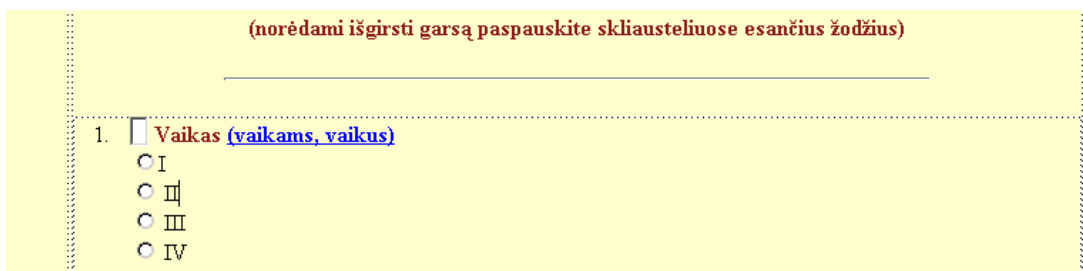 (norėdami išgirsti garsą paspauskite skliausteliuose esančius žodžius)
1. Vaikas (vaikams, vaikus)
I
II
III
IV